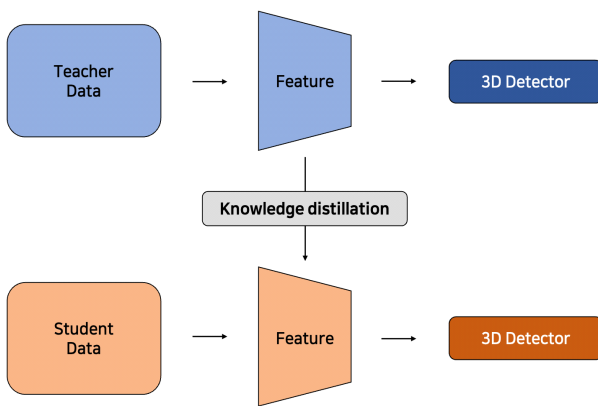 Teacher
Data
Feature
3D Detector
Knowledge distillation
Student
Data
Feature
3D Detector